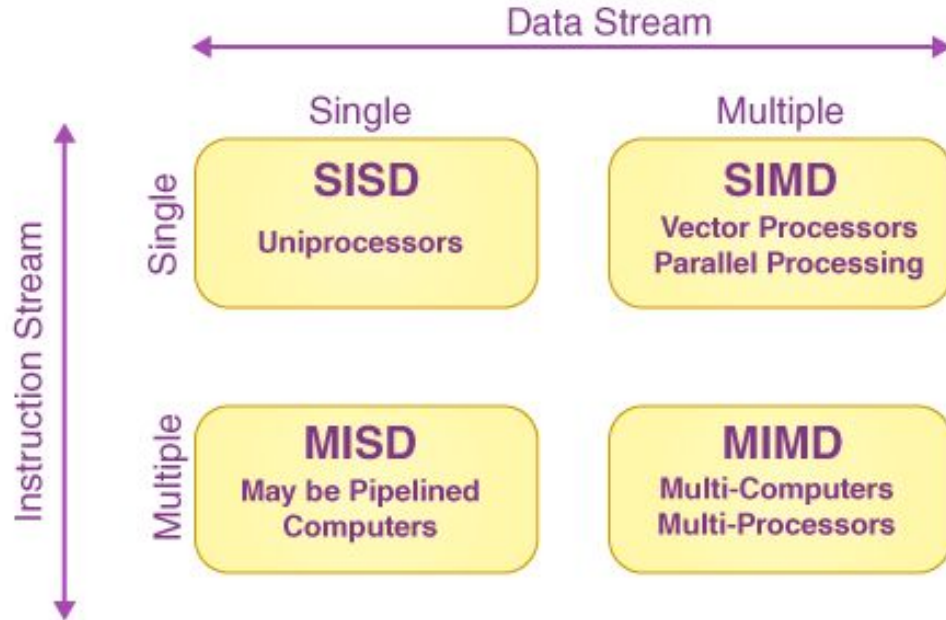 Data Stream
Single
Multiple
Instruction Stream
Single
SISD
Uniprocessors
SIMD
Vector Processors
Parallel Processing
Multiple
MISD
May be Pipelined
Computers
MIMD
Multi-Computers
Multi-Processors